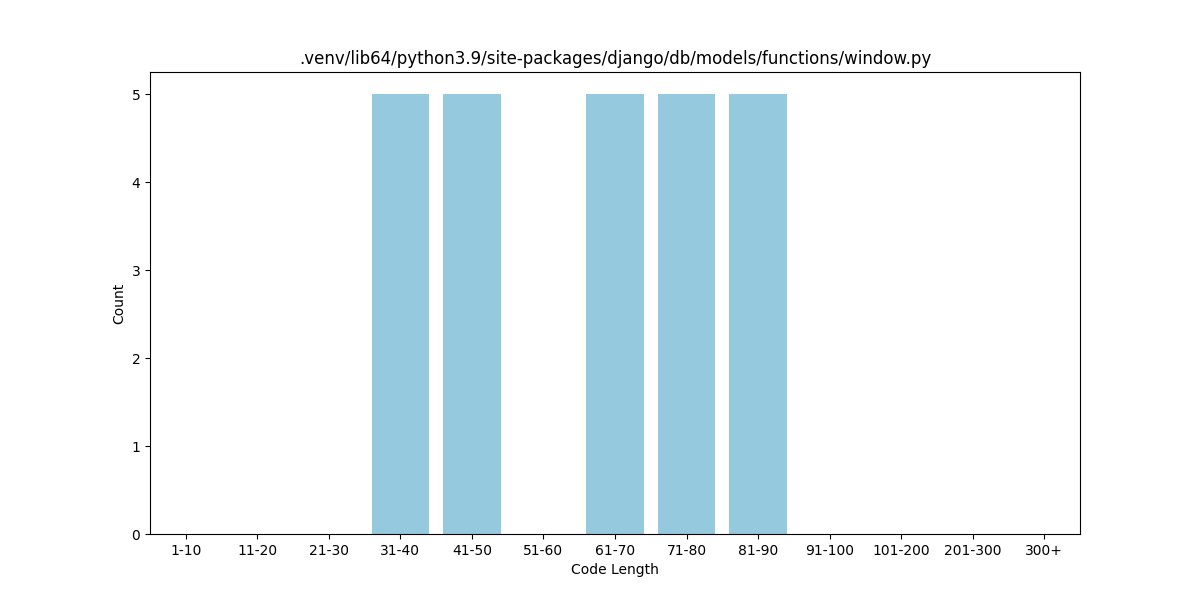 .venv/lib64/python3.9/site-packages/django/db/models/functions/window.py
5
4
3
2
1
0
Count
1-10 11-20 21-30 31-40 41-50 51-60 61-70 71-80 81-90 91-100 101-200 201-300 300+
Code Length